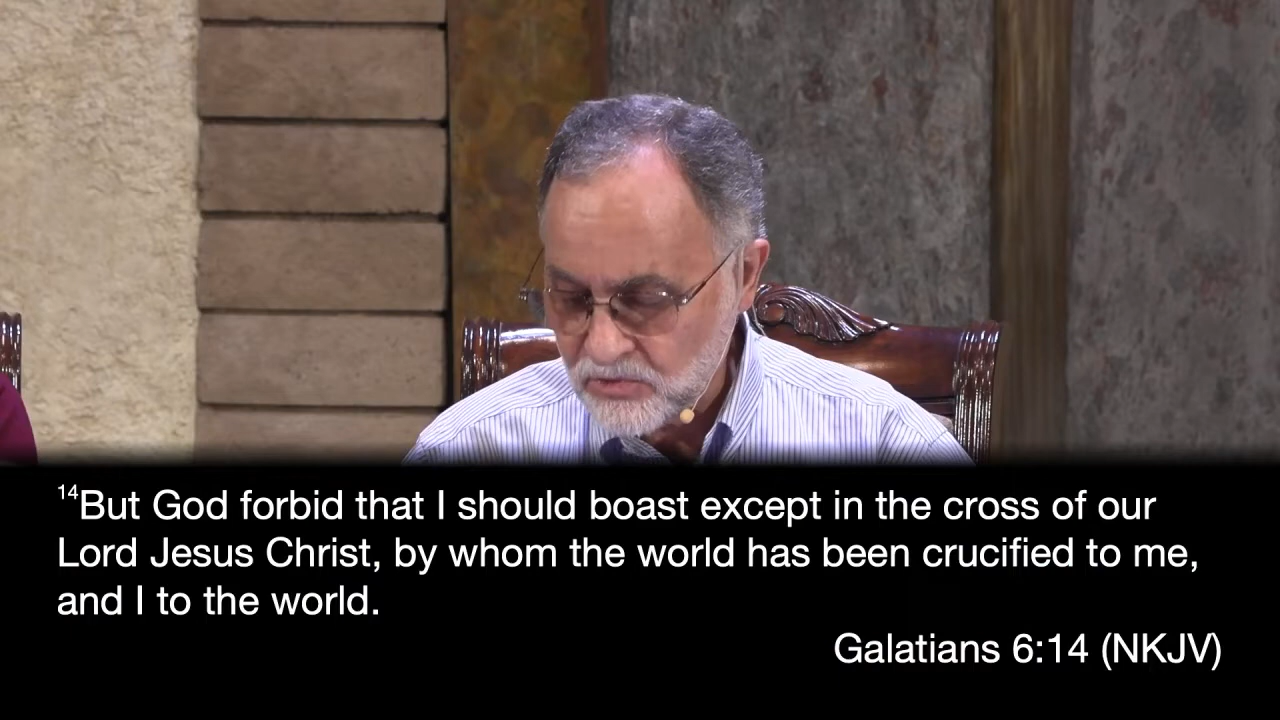 14But God forbid that I should boast except in the cross of our
Lord Jesus Christ, by whom the world has been crucified to me,
and I to the world.
Galatians 6:14 (NKJV)